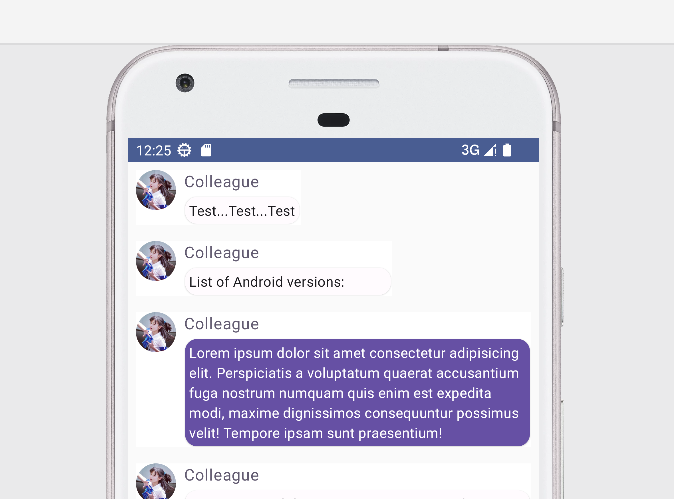 12:25 3G
Colleague
Test...Test...Test
Colleague
List of Android versions:
Colleague
Lorem ipsum dolor sit amet consectetur adipisicing
elit. Perspiciatis a voluptatum quaerat accusantium
fuga nostrum numquam quis enim est expedita
modi, maxime dignissimos consequuntur possimus
velit! Tempore ipsam sunt praesentium!
Colleague